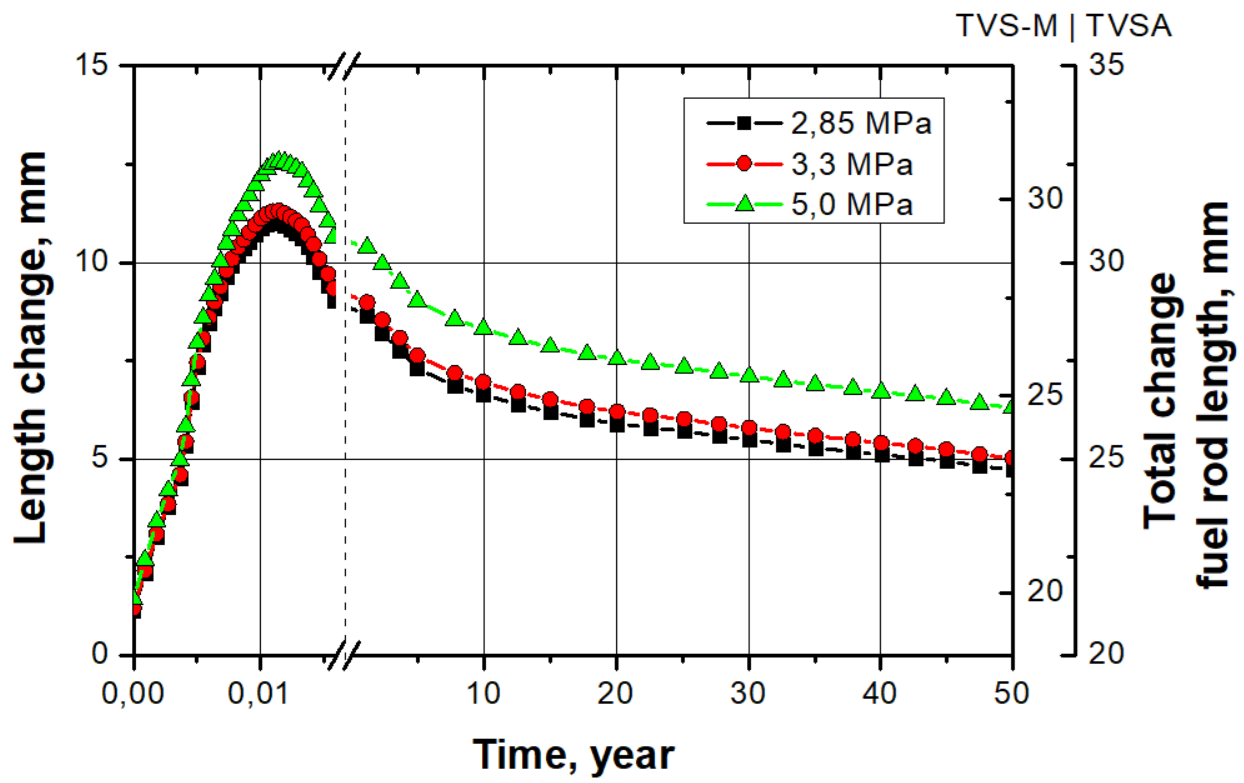 TVS-M | TVSA
15
35
2,85 MPa
3,3 MPa
5,0 MPa
30
10
30
25
5
25
20
0
20
0,00
0,01
10
20
30
40
50
Length change, mm
Total change
fuel rod length, mm
Time, year